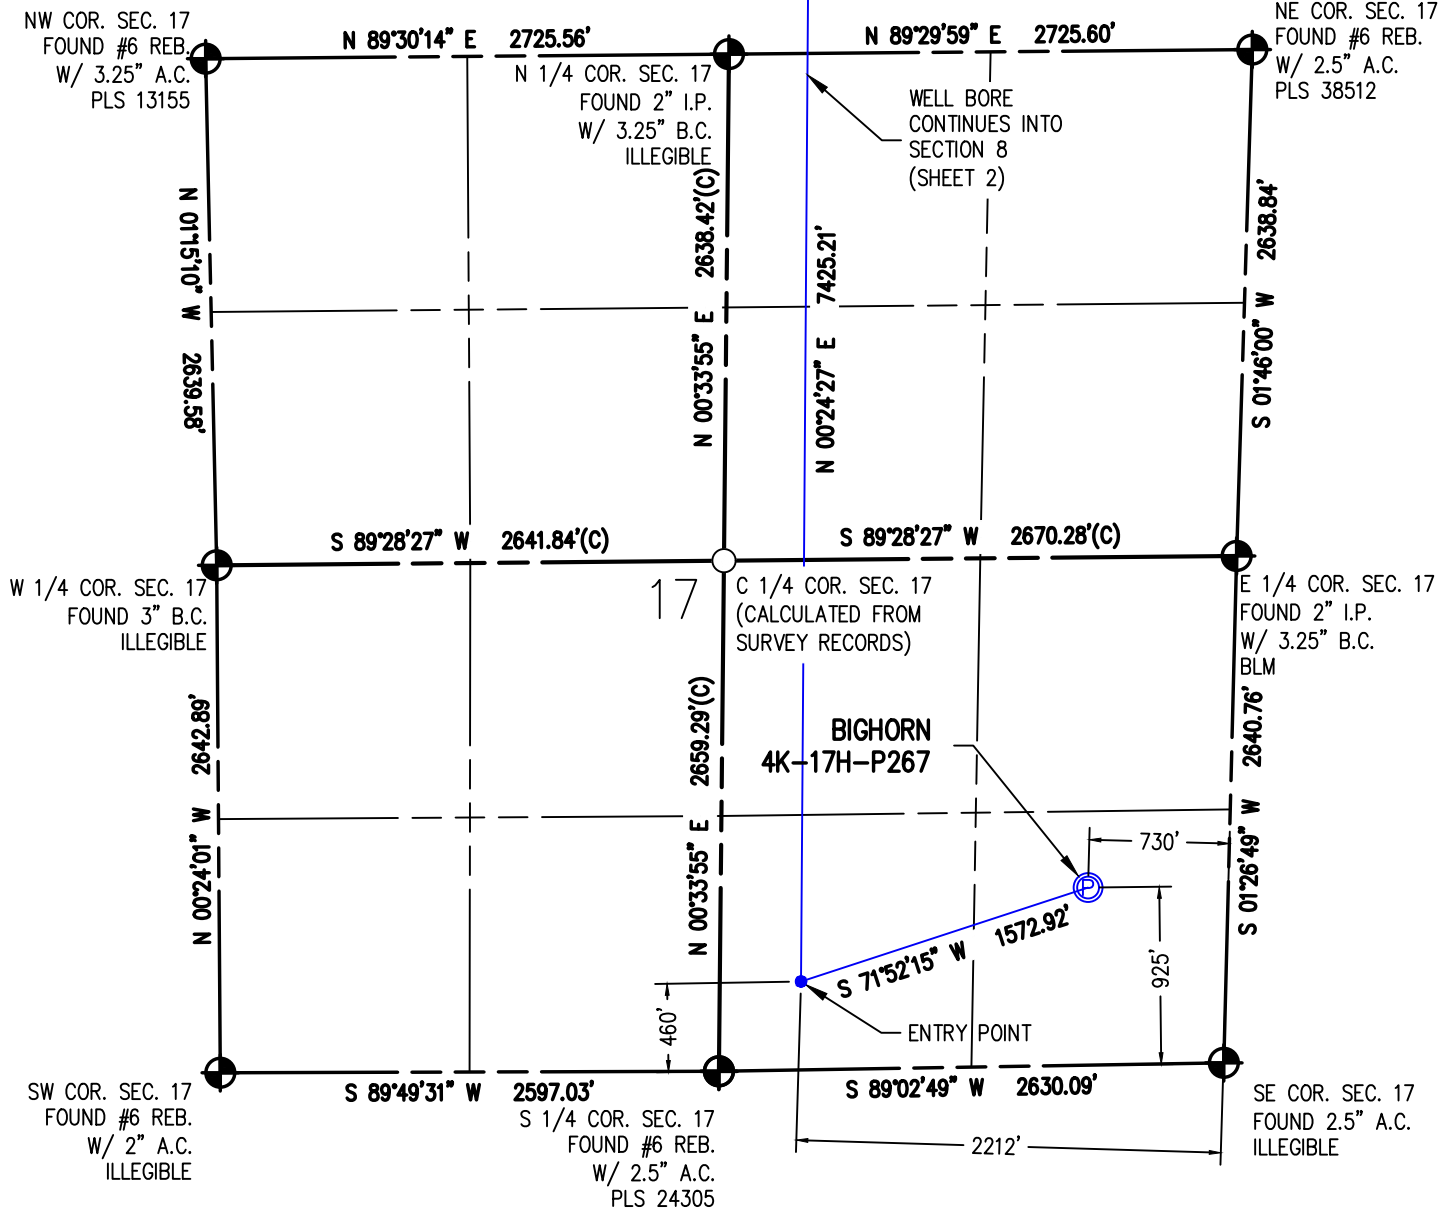 NW COR. SEC. 17
FOUND #6 REB.
W/ 3.25" A.C.
PLS 13155
N 89°30'14" E 2725.56'
N 1/4 COR. SEC. 17
FOUND 2" I.P.
W/ 3.25" B.C.
ILLEGIBLE
N 89°29'59" E 2725.60'
NE COR. SEC. 17
FOUND #6 REB.
W/ 2.5" A.C.
PLS 38512
WELL BORE
CONTINUES INTO
SECTION 8
(SHEET 2)
N 01°15'10" W 2639.58'
N 00°33'55" E 2638.42'(C)
N 00°24'27" E 7425.21'
S 01°46'00" W 2638.84'
S 89°28'27" W 2641.84'(C)
S 89°28'27" W 2670.28'(C)
W 1/4 COR. SEC. 17
FOUND 3" B.C.
ILLEGIBLE
17
C 1/4 COR. SEC. 17
(CALCULATED FROM
SURVEY RECORDS)
E 1/4 COR. SEC. 17
FOUND 2" I.P.
W/ 3.25" B.C.
BLM
N 00°24'01" W 2642.89'
N 00°33'55" E 2659.29'(C)
BIGHORN
4K-17H-P267
S 01°26'49" W 2640.76'
730'
P
S 71°52'15" W 1572.92'
925'
460'
ENTRY POINT
SW COR. SEC. 17
FOUND #6 REB.
W/ 2" A.C.
ILLEGIBLE
S 89°49'31" W 2597.03'
S 1/4 COR. SEC. 17
FOUND #6 REB.
W/ 2.5" A.C.
PLS 24305
S 89°02'49" W 2630.09'
2212'
SE COR. SEC. 17
FOUND 2.5" A.C.
ILLEGIBLE